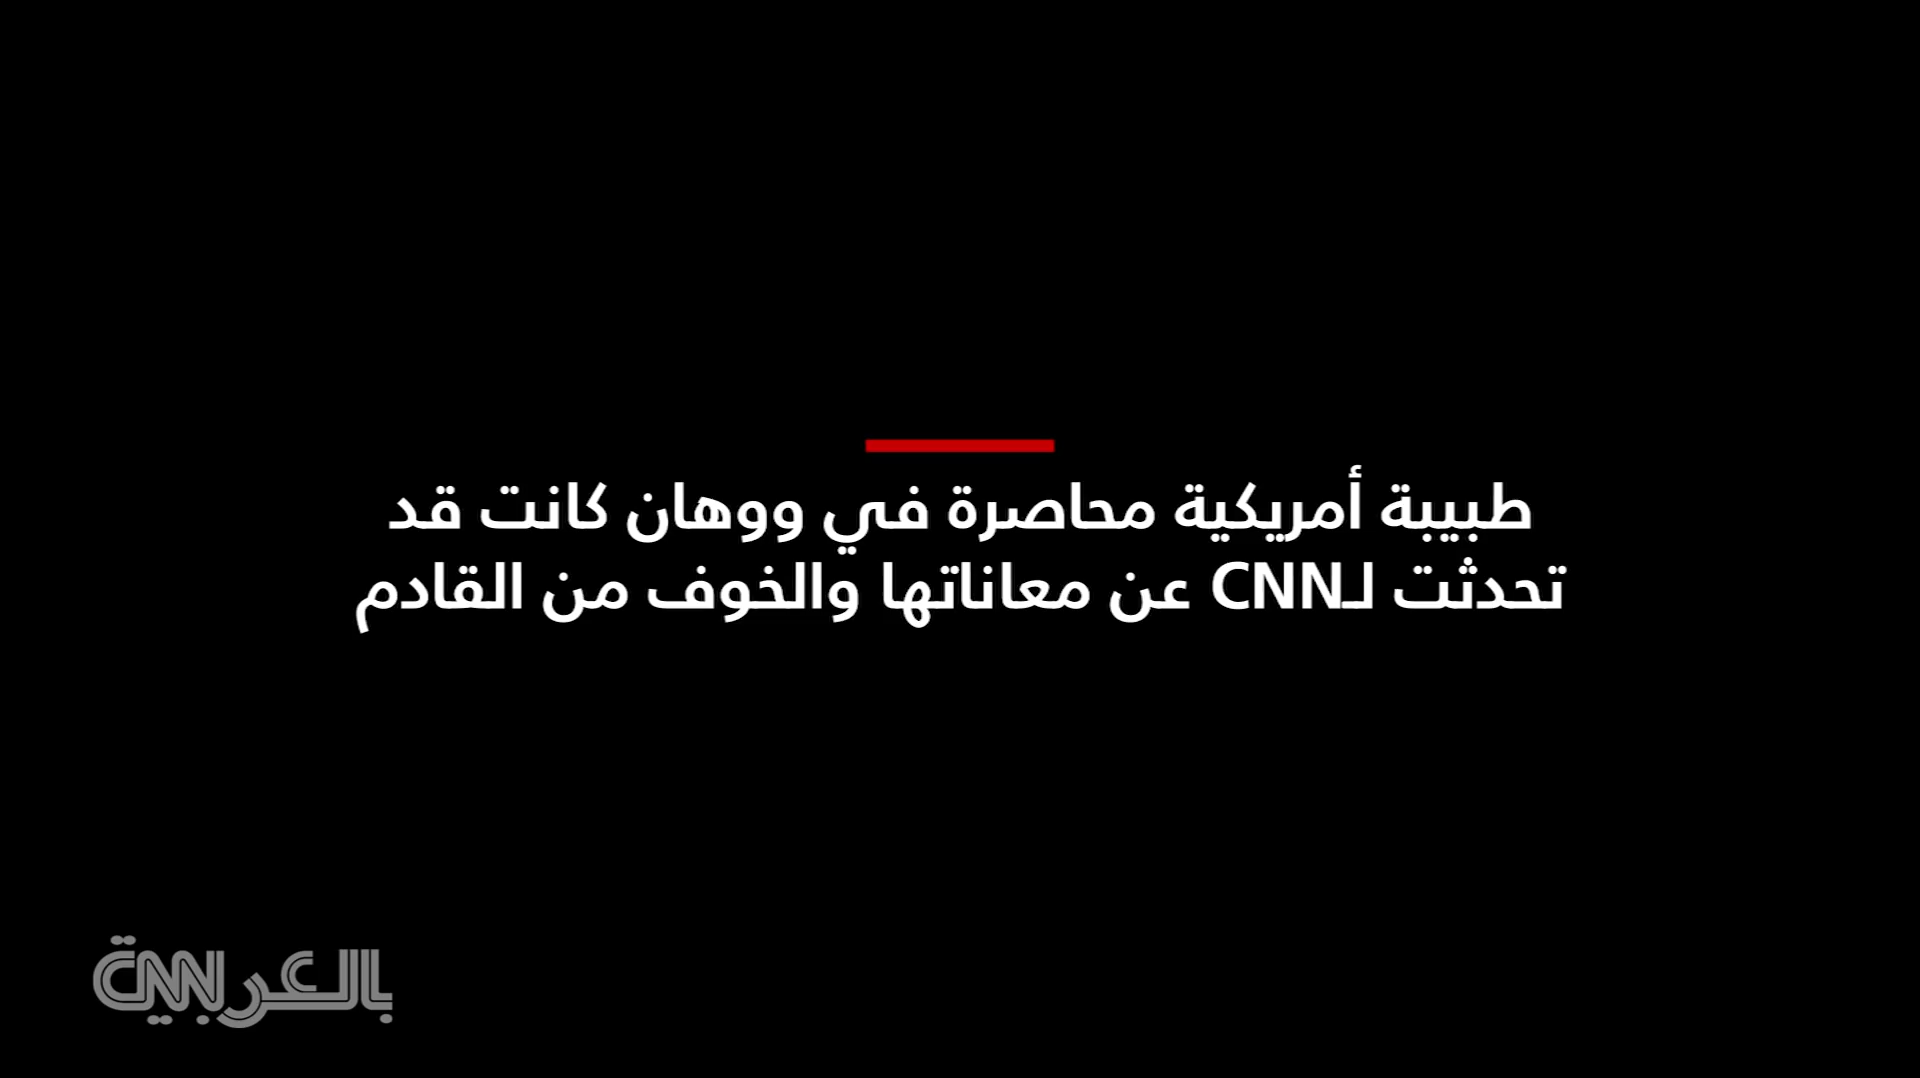 طبيبة أمريكية محاصرة في ووهان كانت قد
تحدثت لـCNN عن معاناتها والخوف من القادم
CNN بالعربية